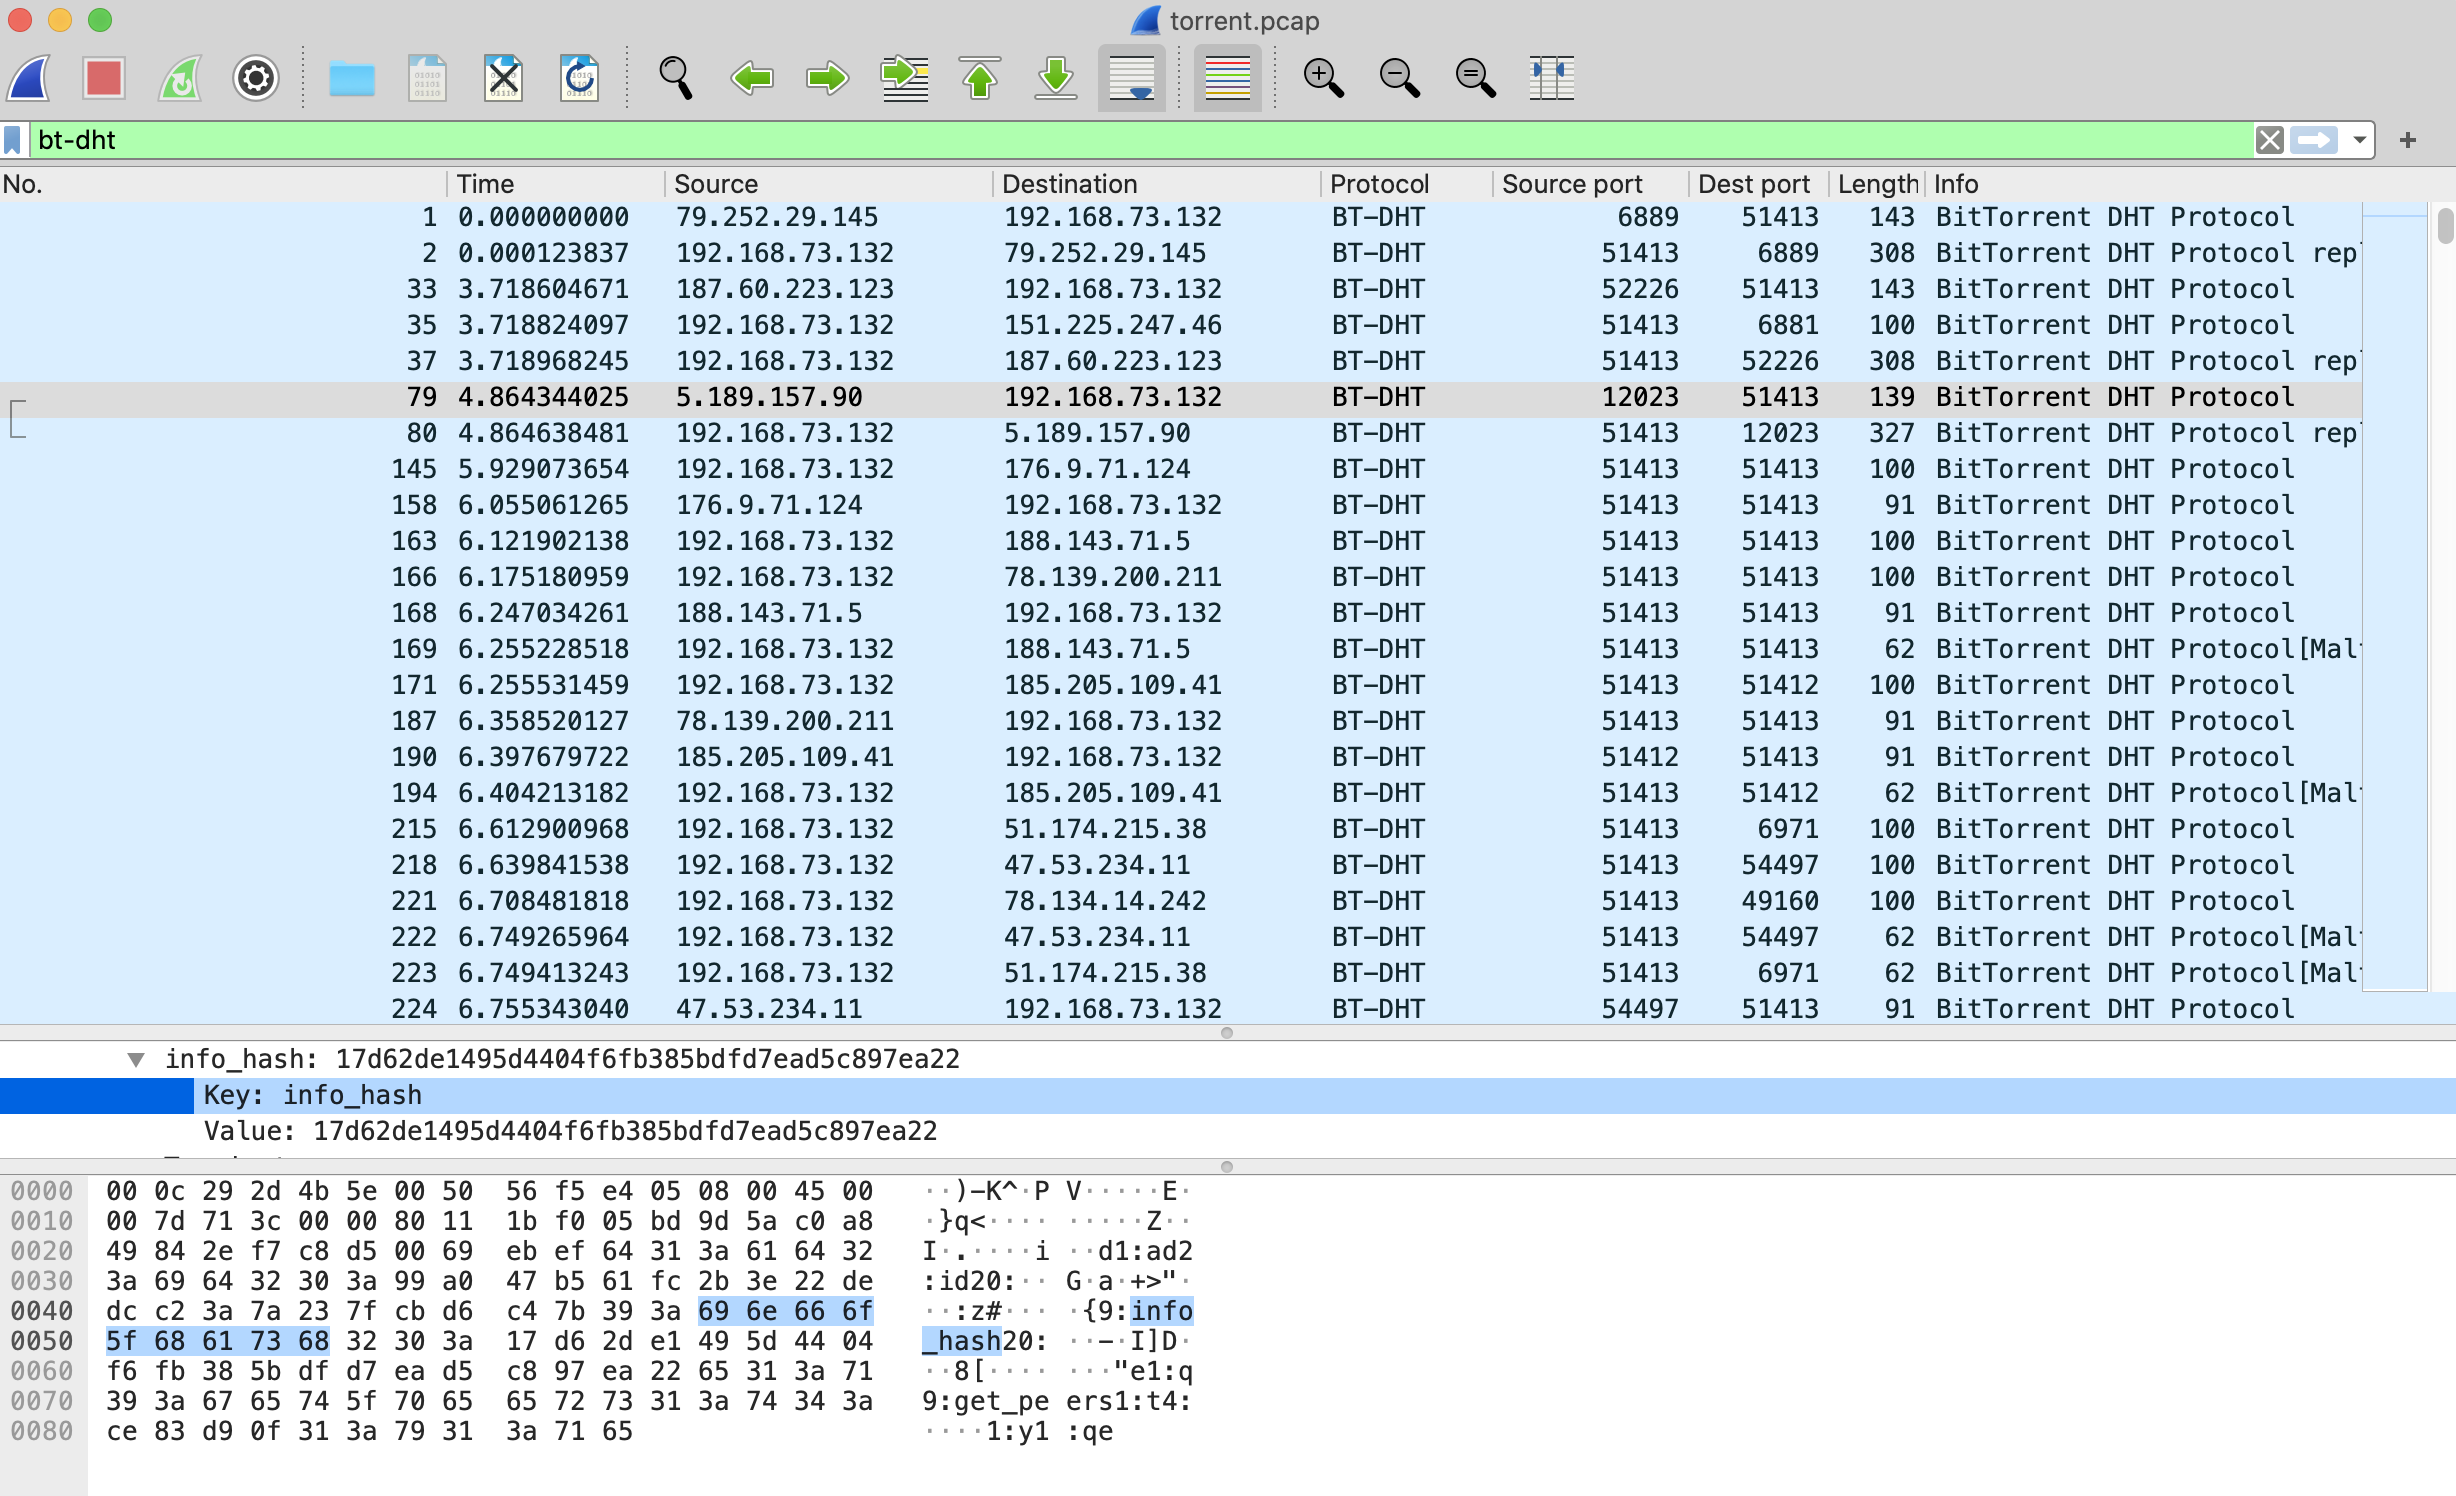 torrent.pcap
bt-dht
No. Time Source Destination Protocol Source port Dest port Length Info
1 0.000000000 79.252.29.145 192.168.73.132 BT-DHT 6889 51413 143 BitTorrent DHT Protocol
2 0.000123837 192.168.73.132 79.252.29.145 BT-DHT 51413 6889 308 BitTorrent DHT Protocol rep
33 3.718604671 187.60.223.123 192.168.73.132 BT-DHT 52226 51413 143 BitTorrent DHT Protocol
35 3.718824097 192.168.73.132 151.225.247.46 BT-DHT 51413 6881 100 BitTorrent DHT Protocol
37 3.718968245 192.168.73.132 187.60.223.123 BT-DHT 51413 52226 308 BitTorrent DHT Protocol rep
79 4.864344025 5.189.157.90 192.168.73.132 BT-DHT 12023 51413 139 BitTorrent DHT Protocol
80 4.864638481 192.168.73.132 5.189.157.90 BT-DHT 51413 12023 327 BitTorrent DHT Protocol rep
145 5.929073654 192.168.73.132 176.9.71.124 BT-DHT 51413 51413 100 BitTorrent DHT Protocol
158 6.055061265 176.9.71.124 192.168.73.132 BT-DHT 51413 51413 91 BitTorrent DHT Protocol
163 6.121902138 192.168.73.132 188.143.71.5 BT-DHT 51413 51413 100 BitTorrent DHT Protocol
166 6.175180959 192.168.73.132 78.139.200.211 BT-DHT 51413 51413 100 BitTorrent DHT Protocol
168 6.247034261 188.143.71.5 192.168.73.132 BT-DHT 51413 51413 91 BitTorrent DHT Protocol
169 6.255228518 192.168.73.132 188.143.71.5 BT-DHT 51413 51413 62 BitTorrent DHT Protocol[Mal
171 6.255531459 192.168.73.132 185.205.109.41 BT-DHT 51413 51412 100 BitTorrent DHT Protocol
187 6.358520127 78.139.200.211 192.168.73.132 BT-DHT 51413 51413 91 BitTorrent DHT Protocol
190 6.397679722 185.205.109.41 192.168.73.132 BT-DHT 51412 51413 91 BitTorrent DHT Protocol
194 6.404213182 192.168.73.132 185.205.109.41 BT-DHT 51413 51412 62 BitTorrent DHT Protocol[Mal
215 6.612900968 192.168.73.132 51.174.215.38 BT-DHT 51413 6971 100 BitTorrent DHT Protocol
218 6.639841538 192.168.73.132 47.53.234.11 BT-DHT 51413 54497 100 BitTorrent DHT Protocol
221 6.708481818 192.168.73.132 78.134.14.242 BT-DHT 51413 49160 100 BitTorrent DHT Protocol
222 6.749265964 192.168.73.132 47.53.234.11 BT-DHT 51413 54497 62 BitTorrent DHT Protocol[Mal
223 6.749413243 192.168.73.132 51.174.215.38 BT-DHT 51413 6971 62 BitTorrent DHT Protocol[Mal
224 6.755343040 47.53.234.11 192.168.73.132 BT-DHT 54497 51413 91 BitTorrent DHT Protocol
info_hash: 17d62de1495d4404f6fb385bdfd7ead5c897ea22
Key: info_hash
Value: 17d62de1495d4404f6fb385bdfd7ead5c897ea22
0000 00 0c 29 2d 4b 5e 00 50 56 f5 e4 05 08 00 45 00 ··)-K^·P V·····E·
0010 00 7d 71 3c 00 00 80 11 1b f0 05 bd 9d 5a c0 a8 ·}q<···· ·····Z··
0020 49 84 2e f7 c8 d5 00 69 eb ef 64 31 3a 61 64 32 I·.····i ··d1:ad2
0030 3a 69 64 32 30 3a 99 a0 47 b5 61 fc 2b 3e 22 de :id20:·· G·a·+>"·
0040 dc c2 3a 7a 23 7f cb d6 c4 7b 39 3a 69 6e 66 6f ··:z#··· ·{9:info
0050 5f 68 61 73 68 32 30 3a 17 d6 2d e1 49 5d 44 04 _hash20: ··-·I]D·
0060 f6 fb 38 5b df d7 ea d5 c8 97 ea 22 65 31 3a 71 ··8[···· ···"e1:q
0070 39 3a 67 65 74 5f 70 65 65 72 73 31 3a 74 34 3a 9:get_pe ers1:t4:
0080 ce 83 d9 0f 31 3a 79 31 3a 71 65 ····1:y1 :qe